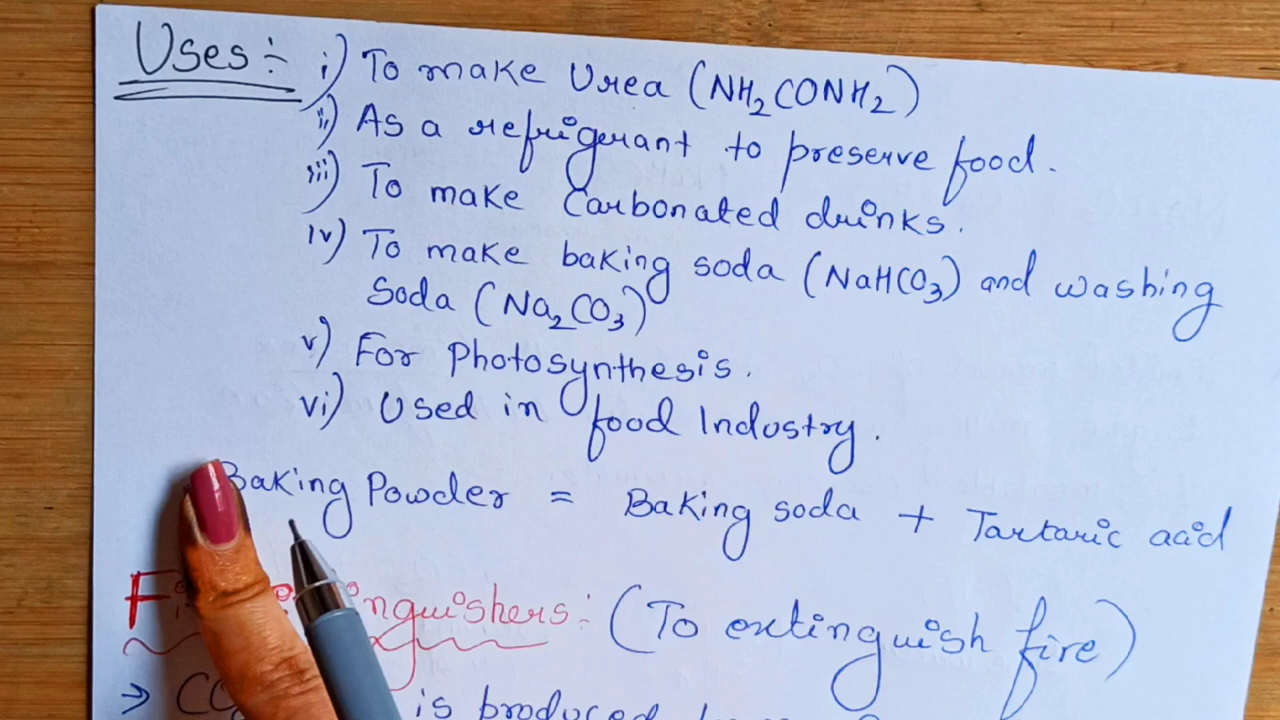 Uses :- i) To make Urea (NH₂CONH₂)
ii) As a refrigerant to preserve food.
iii) To make Carbonated drinks.
iv) To make baking soda (NaHCO₃) and washing
Soda (Na₂CO₃)
v) For Photosynthesis.
vi) Used in food Industry.
Baking Powder = Baking soda + Tartaric acid
(To extinguish fire)
→ is produced